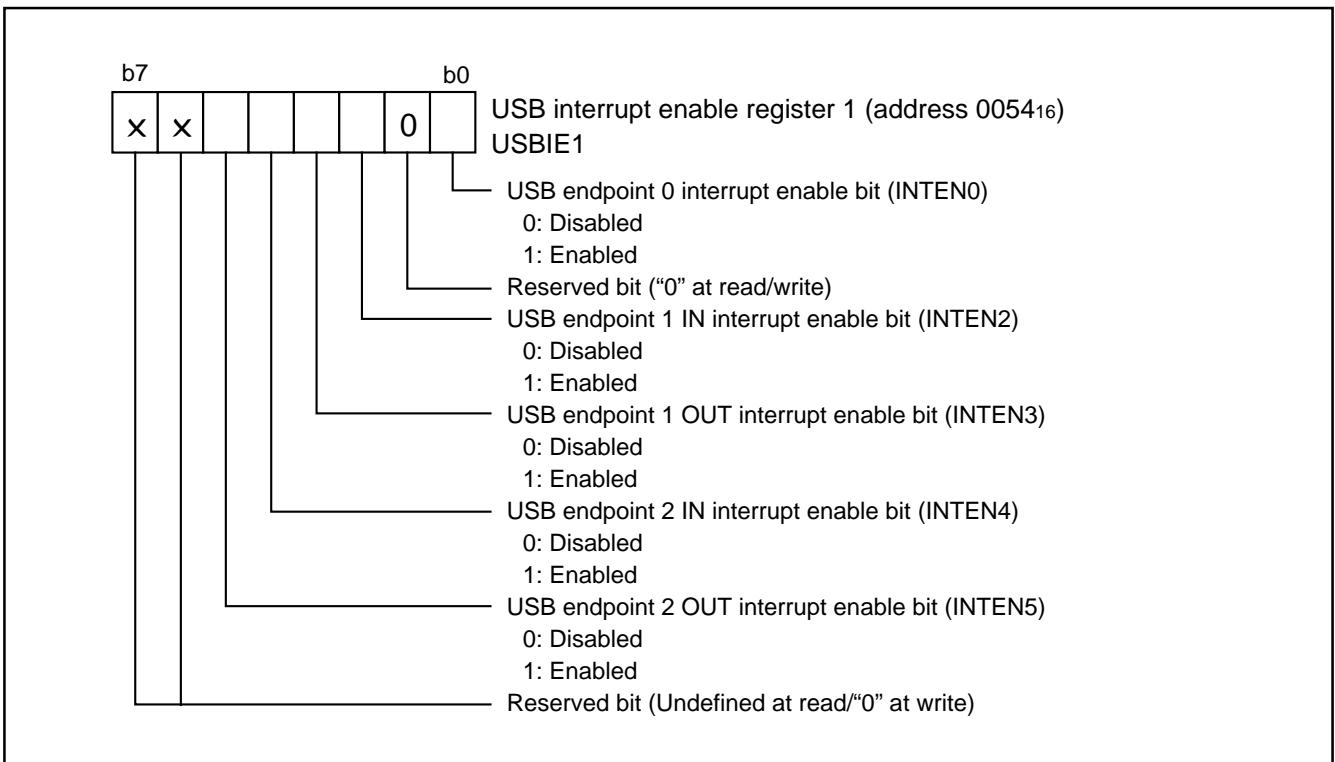 b7 b0
× × 0
USB interrupt enable register 1 (address 0054₁₆)
USBIE1
USB endpoint 0 interrupt enable bit (INTEN0)
0: Disabled
1: Enabled
Reserved bit (“0” at read/write)
USB endpoint 1 IN interrupt enable bit (INTEN2)
0: Disabled
1: Enabled
USB endpoint 1 OUT interrupt enable bit (INTEN3)
0: Disabled
1: Enabled
USB endpoint 2 IN interrupt enable bit (INTEN4)
0: Disabled
1: Enabled
USB endpoint 2 OUT interrupt enable bit (INTEN5)
0: Disabled
1: Enabled
Reserved bit (Undefined at read/“0” at write)